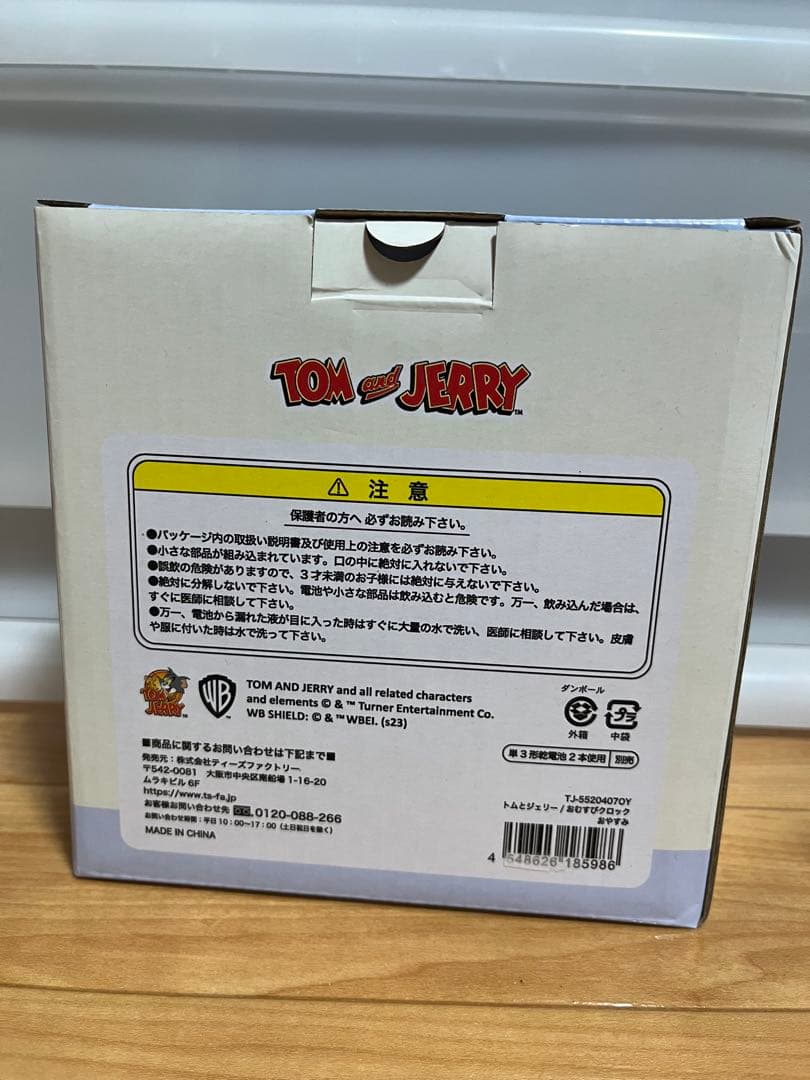 TOM and JERRY™
⚠ 注意
保護者の方へ 必ずお読み下さい。
●パッケージ内の取扱い説明書及び使用上の注意を必ずお読み下さい。
●小さな部品が組み込まれています。口の中に絶対に入れないで下さい。
●誤飲の危険がありますので、3才未満のお子様には絶対に与えないで下さい。
●絶対に分解しないで下さい。電池や小さな部品は飲み込むと危険です。万一、飲み込んだ場合は、
すぐに医師に相談して下さい。
●万一、電池から漏れた液が目に入った時はすぐに大量の水で洗い、医師に相談して下さい。皮膚
や服に付いた時は水で洗って下さい。
TOM and JERRY™
WB™
TOM AND JERRY and all related characters
and elements © & ™ Turner Entertainment Co.
WB SHIELD: © & ™ WBEI. (s23)
ダンボール
外箱
プラ
中袋
■商品に関するお問い合わせは下記まで■
発売元：株式会社ティーズファクトリー
〒542-0081 大阪市中央区南船場 1-16-20
ムラキビル 6F
https://www.ts-fa.jp
お客様お問い合わせ先 0120-088-266
お問い合わせ時間：平日 10：00〜17：00（土日祝日を除く）
MADE IN CHINA
単3形乾電池2本使用 別売
TJ-5520407OY
トムとジェリー / おむすびクロック
おやすみ
4 548626 185986